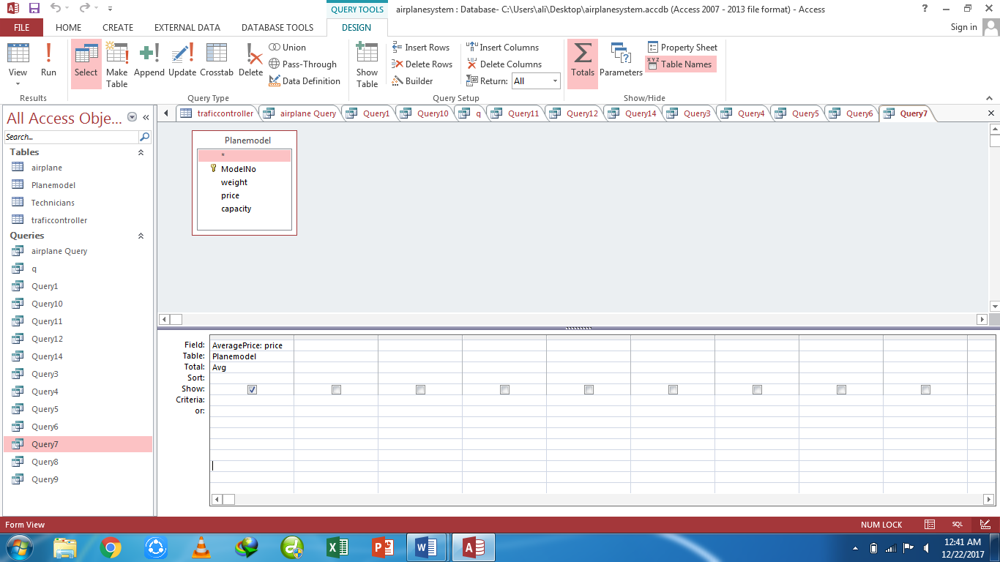 QUERY TOOLS
airplanesystem : Database- C:\Users\ali\Desktop\airplanesystem.accdb (Access 2007 - 2013 file format) - Access
FILE HOME CREATE EXTERNAL DATA DATABASE TOOLS DESIGN Sign in
View
Run
Select
Make Table
Append
Update
Crosstab
Delete
Union
Pass-Through
Data Definition
Show Table
Insert Rows
Delete Rows
Builder
Insert Columns
Delete Columns
Return: All
Totals
Parameters
Property Sheet
Table Names
Results
Query Type
Query Setup
Show/Hide
All Access Obje...
Search...
Tables
airplane
Planemodel
Technicians
traficcontroller
Queries
airplane Query
q
Query1
Query10
Query11
Query12
Query14
Query3
Query4
Query5
Query6
Query7
Query8
Query9
traficcontroller airplane Query Query1 Query10 q Query11 Query12 Query14 Query3 Query4 Query5 Query6 Query7
Planemodel
*
ModelNo
weight
price
capacity
Field: AveragePrice: price
Table: Planemodel
Total: Avg
Sort:
Show:
Criteria:
or:
Form View
NUM LOCK
SQL
12:41 AM
12/22/2017